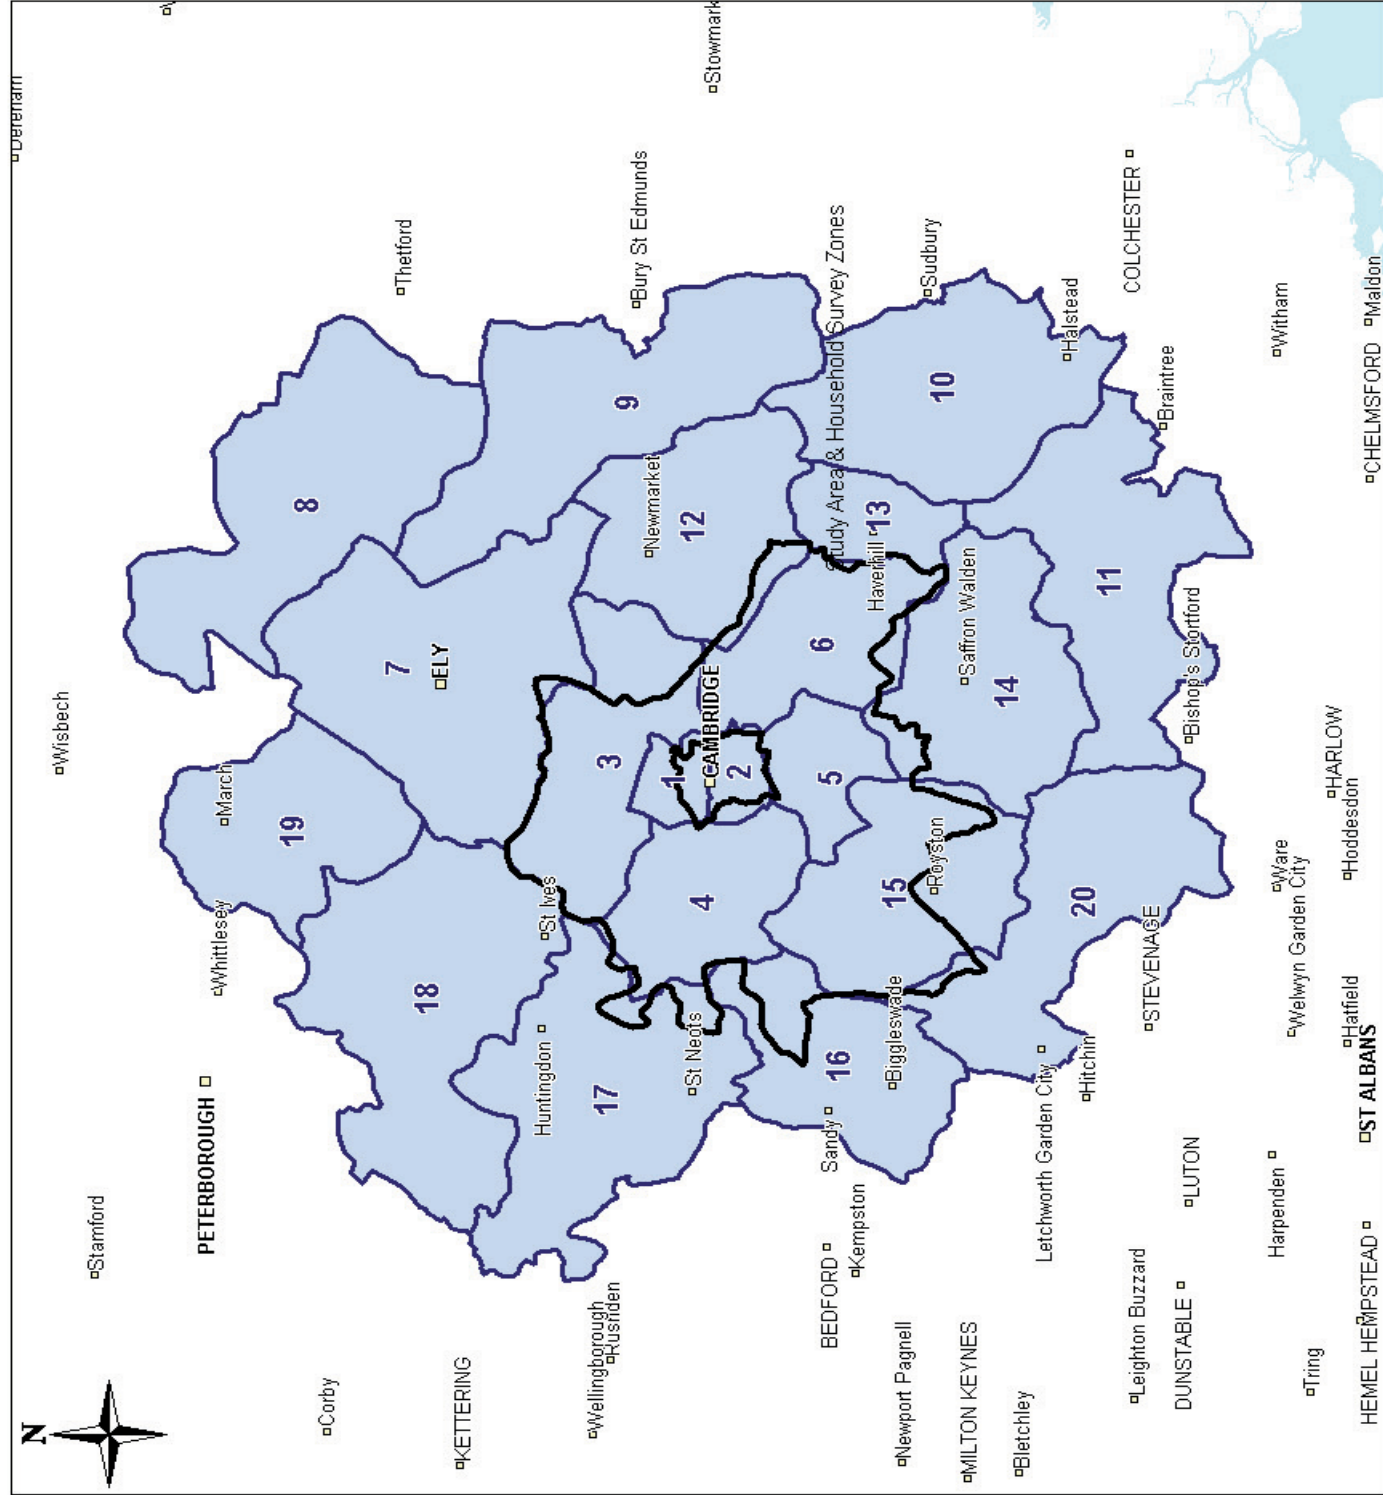 N
Dereham
Wisbech
Stamford
PETERBOROUGH
Whittlesey
March
19
8
Corby
Thetford
7
ELY
18
KETTERING
Huntingdon
St Ives
Wellingborough
Rushden
17
3
9
Bury St Edmunds
Newmarket
1
St Neots
4
CAMBRIDGE
12
Stowmark
2
BEDFORD
Sandy
16
5
6
Study Area & Household Survey Zones
Kempston
Biggleswade
15
Haverhill
13
Newport Pagnell
Royston
Sudbury
10
MILTON KEYNES
Saffron Walden
14
Bletchley
Letchworth Garden City
Halstead
Hitchin
20
11
Leighton Buzzard
STEVENAGE
COLCHESTER
Braintree
DUNSTABLE
LUTON
Bishop's Stortford
Harpenden
Ware
Witham
Welwyn Garden City
Tring
HARLOW
Hatfield
Hoddesdon
HEMEL HEMPSTEAD
ST ALBANS
CHELMSFORD
Maldon